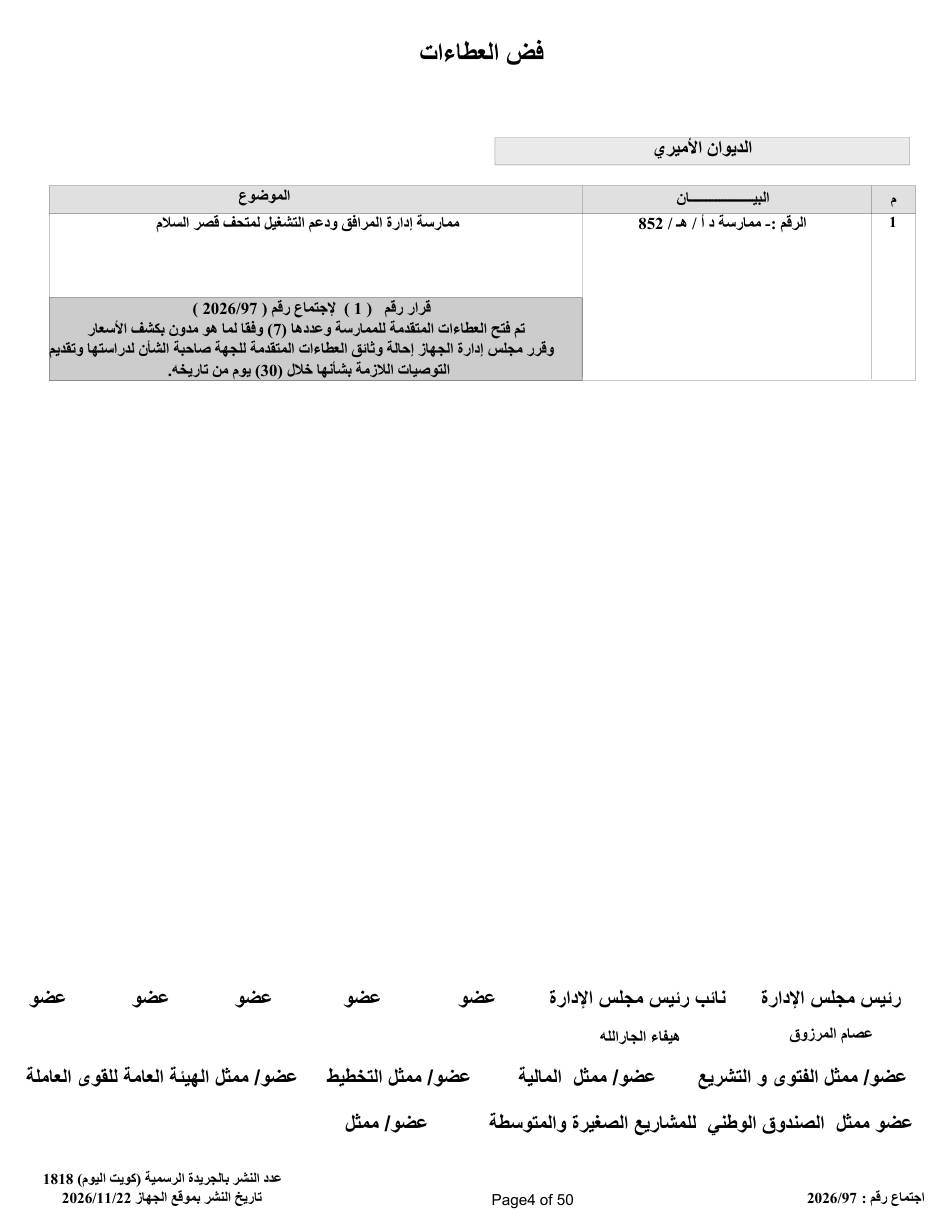 فض العطاءات
الديوان الأميري
م البيـــــــــــــان الموضوع
1 الرقم :- ممارسة د أ / هـ / 852 ممارسة إدارة المرافق ودعم التشغيل لمتحف قصر السلام
قرار رقم ( 1 ) لإجتماع رقم ( 2026/97 )
تم فتح العطاءات المتقدمة للممارسة وعددها (7) وفقا لما هو مدون بكشف الأسعار
وقرر مجلس إدارة الجهاز إحالة وثائق العطاءات المتقدمة للجهة صاحبة الشأن لدراستها وتقديم
التوصيات اللازمة بشأنها خلال (30) يوم من تاريخه.
رئيس مجلس الإدارة نائب رئيس مجلس الإدارة عضو عضو عضو عضو عضو
عصام المرزوق هيفاء الجارالله
عضو/ ممثل الفتوى و التشريع عضو/ ممثل المالية عضو/ ممثل التخطيط عضو/ ممثل الهيئة العامة للقوى العاملة
عضو ممثل الصندوق الوطني للمشاريع الصغيرة والمتوسطة عضو/ ممثل
عدد النشر بالجريدة الرسمية (كويت اليوم) 1818
اجتماع رقم : 2026/97 Page4 of 50 تاريخ النشر بموقع الجهاز 2026/11/22